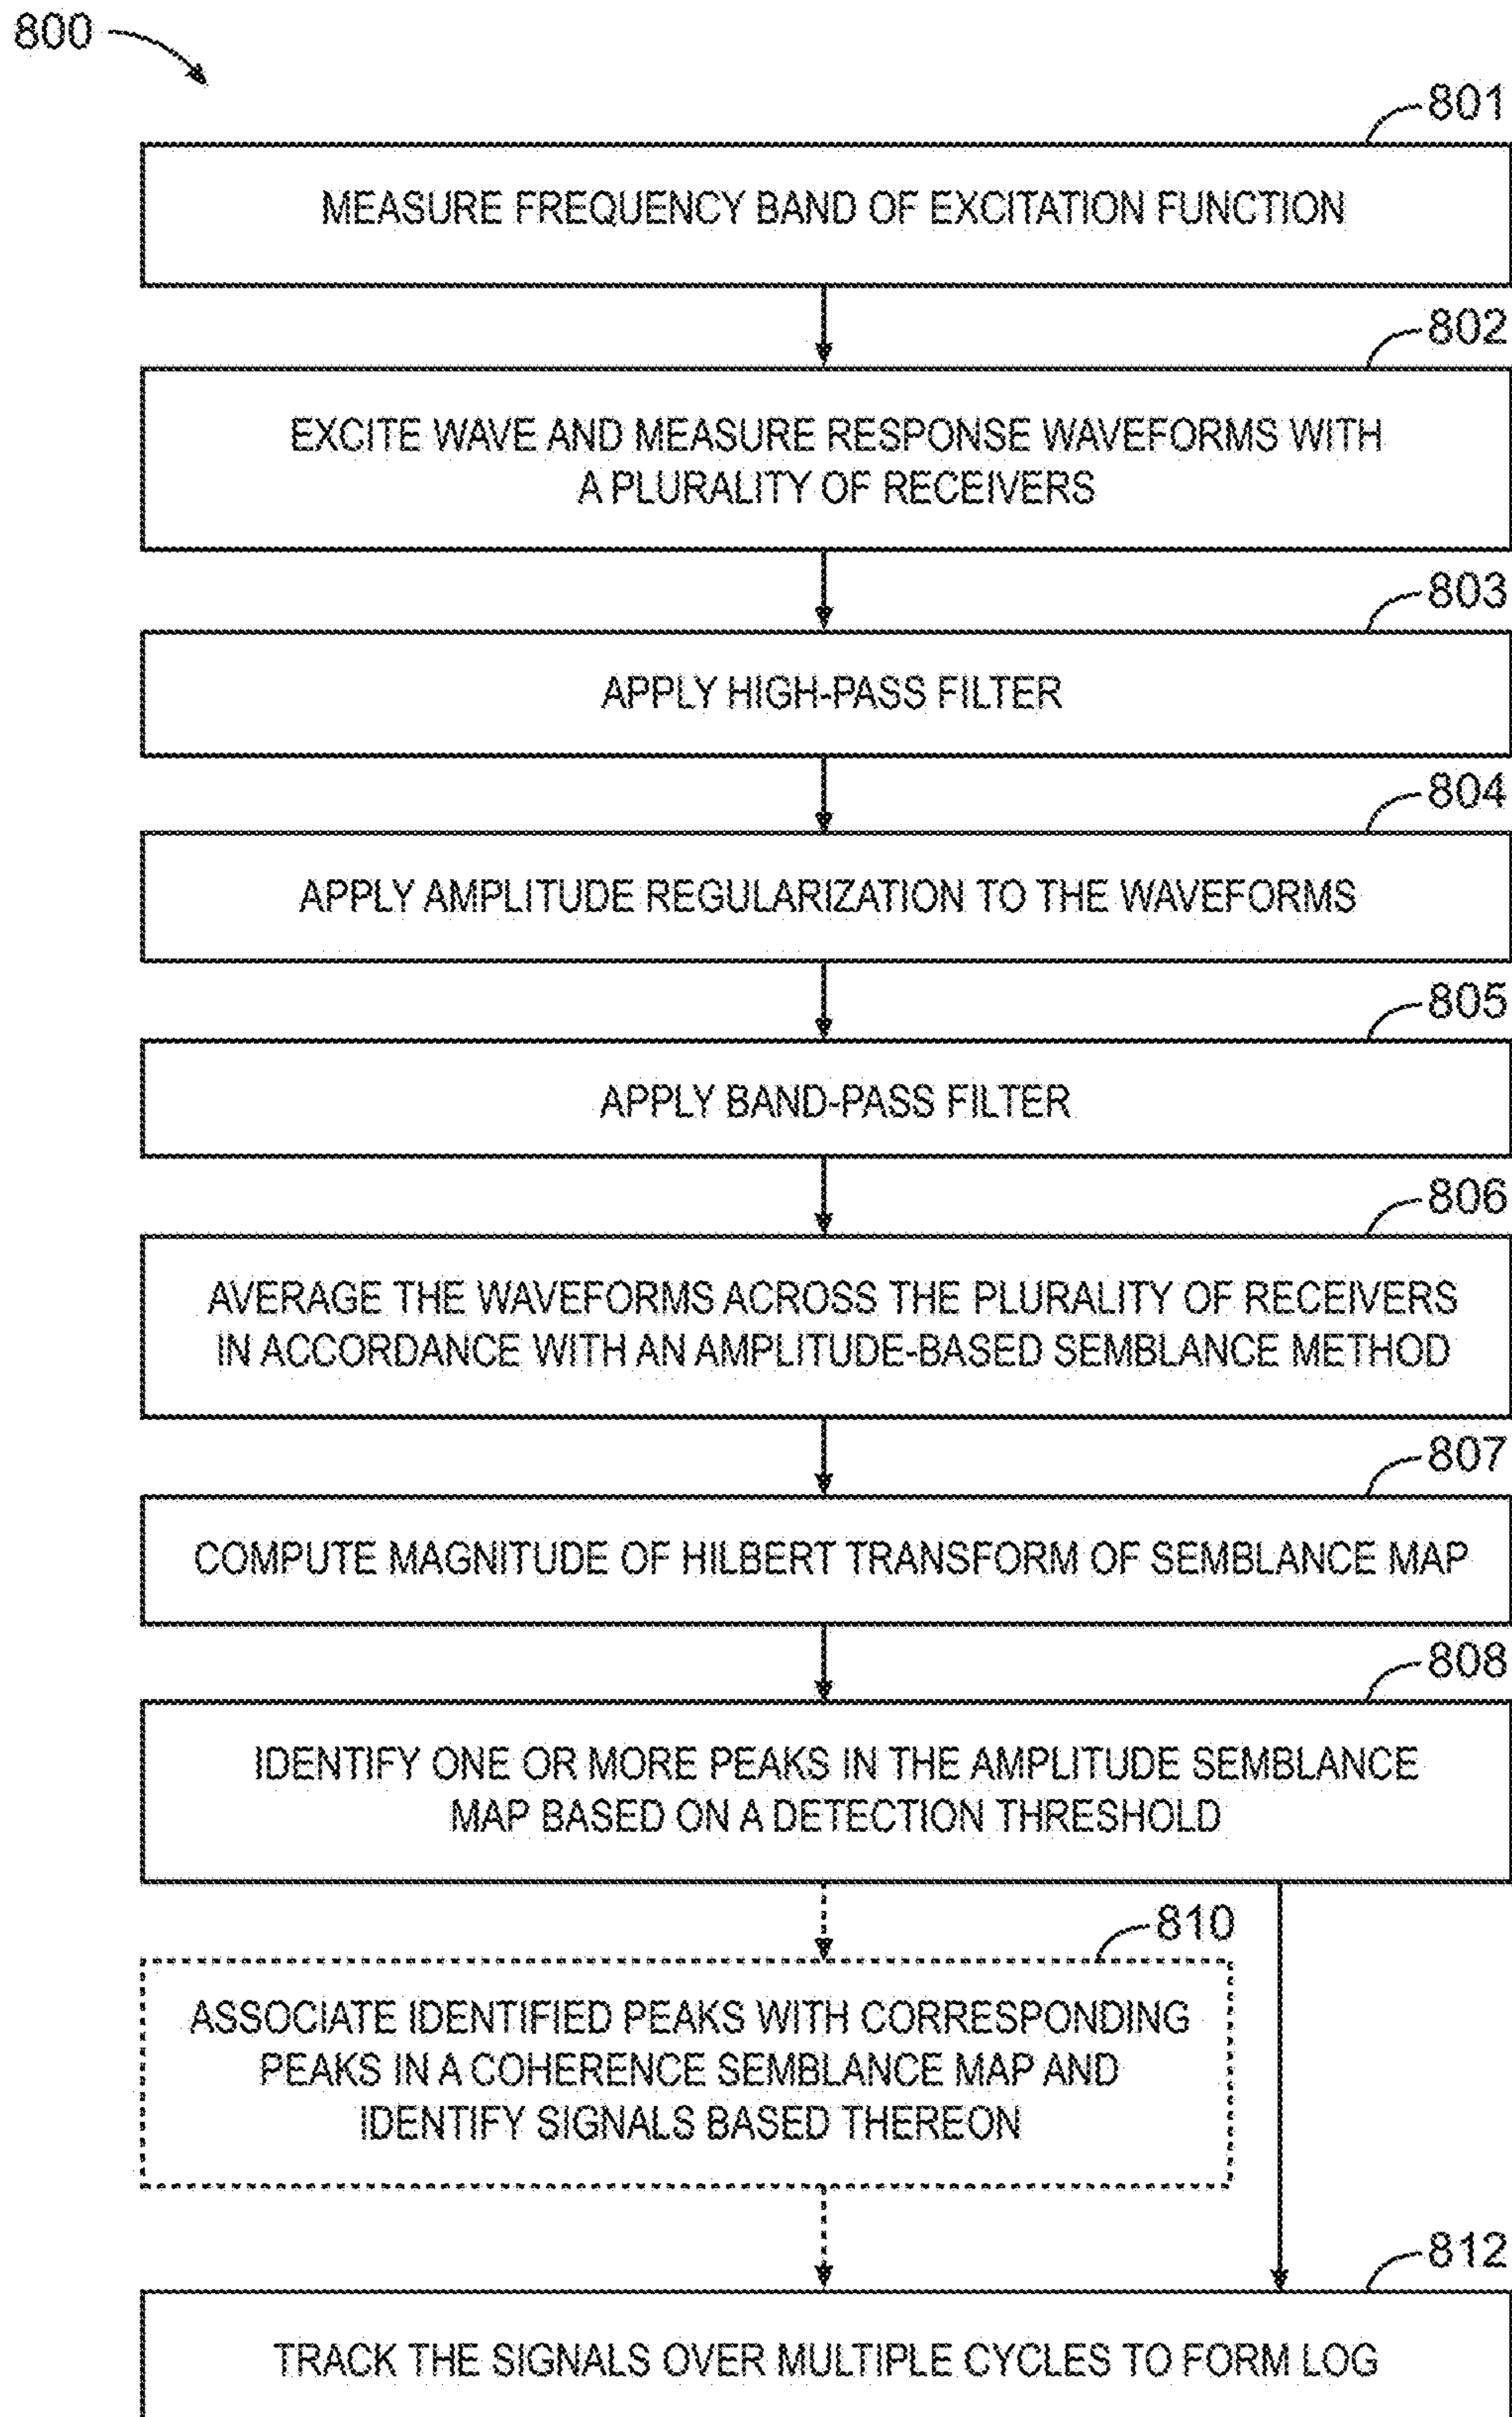 800
801
MEASURE FREQUENCY BAND OF EXCITATION FUNCTION
802
EXCITE WAVE AND MEASURE RESPONSE WAVEFORMS WITH
A PLURALITY OF RECEIVERS
803
APPLY HIGH-PASS FILTER
804
APPLY AMPLITUDE REGULARIZATION TO THE WAVEFORMS
805
APPLY BAND-PASS FILTER
806
AVERAGE THE WAVEFORMS ACROSS THE PLURALITY OF RECEIVERS
IN ACCORDANCE WITH AN AMPLITUDE-BASED SEMBLANCE METHOD
807
COMPUTE MAGNITUDE OF HILBERT TRANSFORM OF SEMBLANCE MAP
808
IDENTIFY ONE OR MORE PEAKS IN THE AMPLITUDE SEMBLANCE
MAP BASED ON A DETECTION THRESHOLD
810
ASSOCIATE IDENTIFIED PEAKS WITH CORRESPONDING
PEAKS IN A COHERENCE SEMBLANCE MAP AND
IDENTIFY SIGNALS BASED THEREON
812
TRACK THE SIGNALS OVER MULTIPLE CYCLES TO FORM LOG